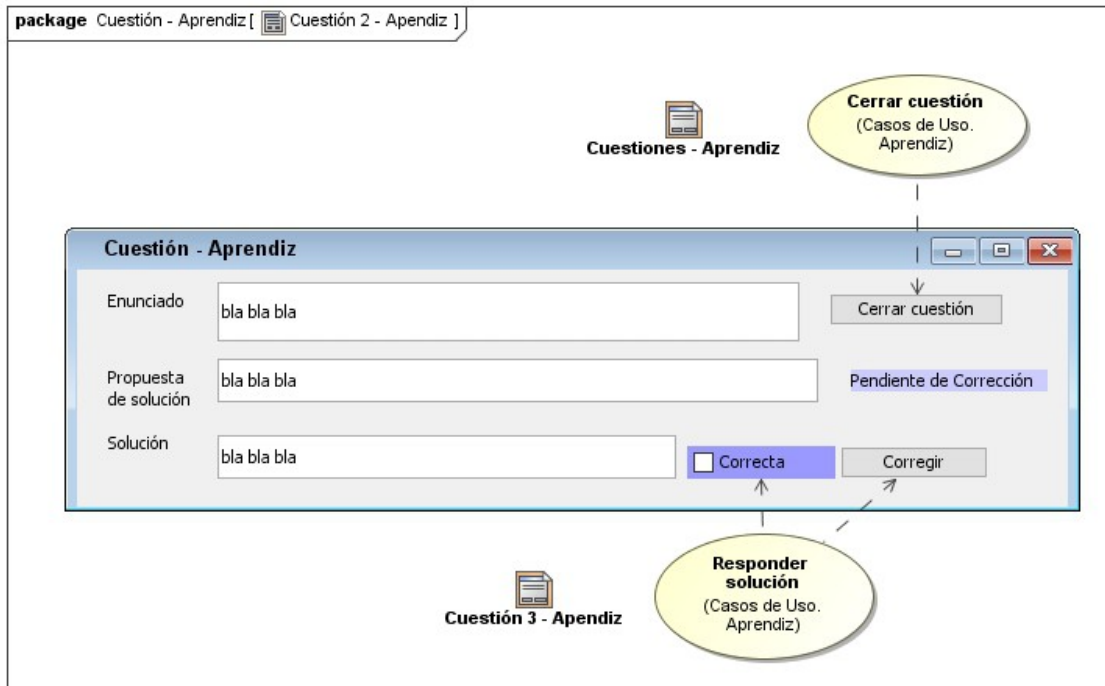 package Cuestión - Aprendiz [ Cuestión 2 - Apendiz ]
Cerrar cuestión
(Casos de Uso.
Aprendiz)
Cuestiones - Aprendiz
Cuestión - Aprendiz
Enunciado
bla bla bla
Cerrar cuestión
Propuesta
de solución
bla bla bla
Pendiente de Corrección
Solución
bla bla bla
Correcta
Corregir
Responder
solución
(Casos de Uso.
Aprendiz)
Cuestión 3 - Apendiz